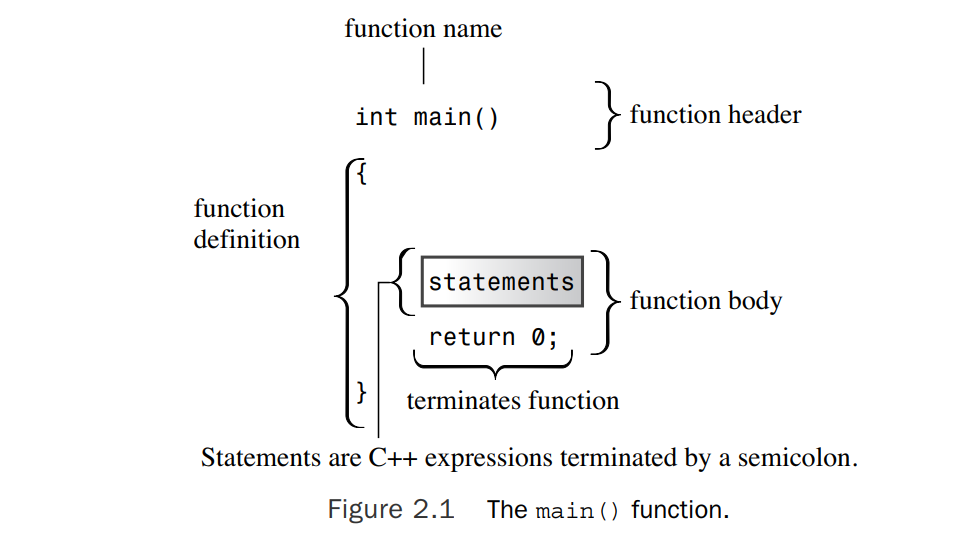 function name
int main()
function header
{
function
definition
statements
function body
return 0;
}
terminates function
Statements are C++ expressions terminated by a semicolon.
Figure 2.1 The main() function.